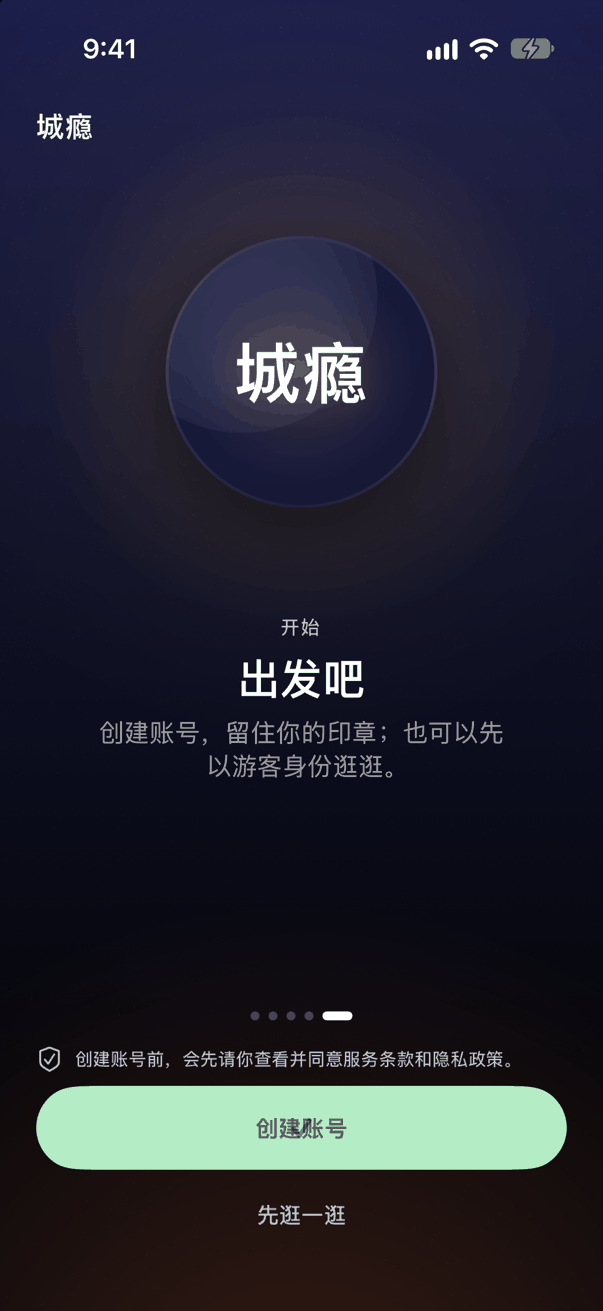 9:41
城瘾
城瘾
开始
出发吧
创建账号，留住你的印章；也可以先
以游客身份逛逛。
创建账号前，会先请你查看并同意服务条款和隐私政策。
创建账号
先逛一逛